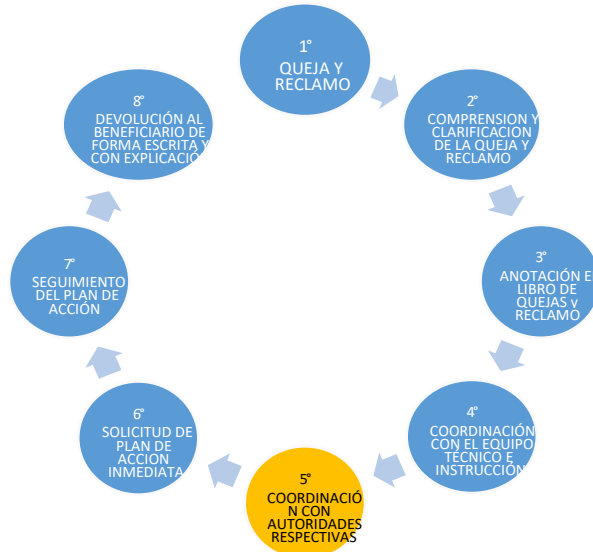 1°
QUEJA Y
RECLAMO
2°
COMPRENSION Y
CLARIFICACION
DE LA QUEJA Y
RECLAMO
3°
ANOTACIÓN E
LIBRO DE
QUEJAS y
RECLAMO
4°
COORDINACIÓN
CON EL EQUIPO
TÉCNICO E
INSTRUCCIÓN
5°
COORDINACIÓ
N CON
AUTORIDADES
RESPECTIVAS
6°
SOLICITUD DE
PLAN DE
ACCION
INMEDIATA
7°
SEGUIMIENTO
DEL PLAN DE
ACCIÓN
8°
DEVOLUCIÓN AL
BENEFICIARIO DE
FORMA ESCRITA Y
CON EXPLICACIÓN